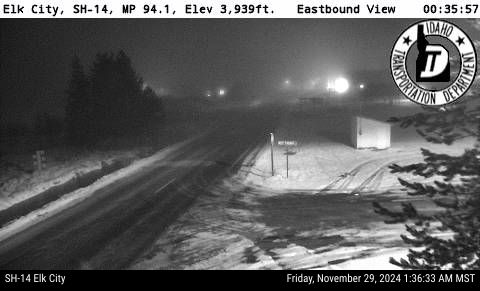 Elk City, SH-14, MP 94.1, Elev 3,939ft. Eastbound View 00:35:57
IDAHO
TRANSPORTATION DEPARTMENT
SH-14 Elk City Friday, November 29, 2024 1:36:33 AM MST